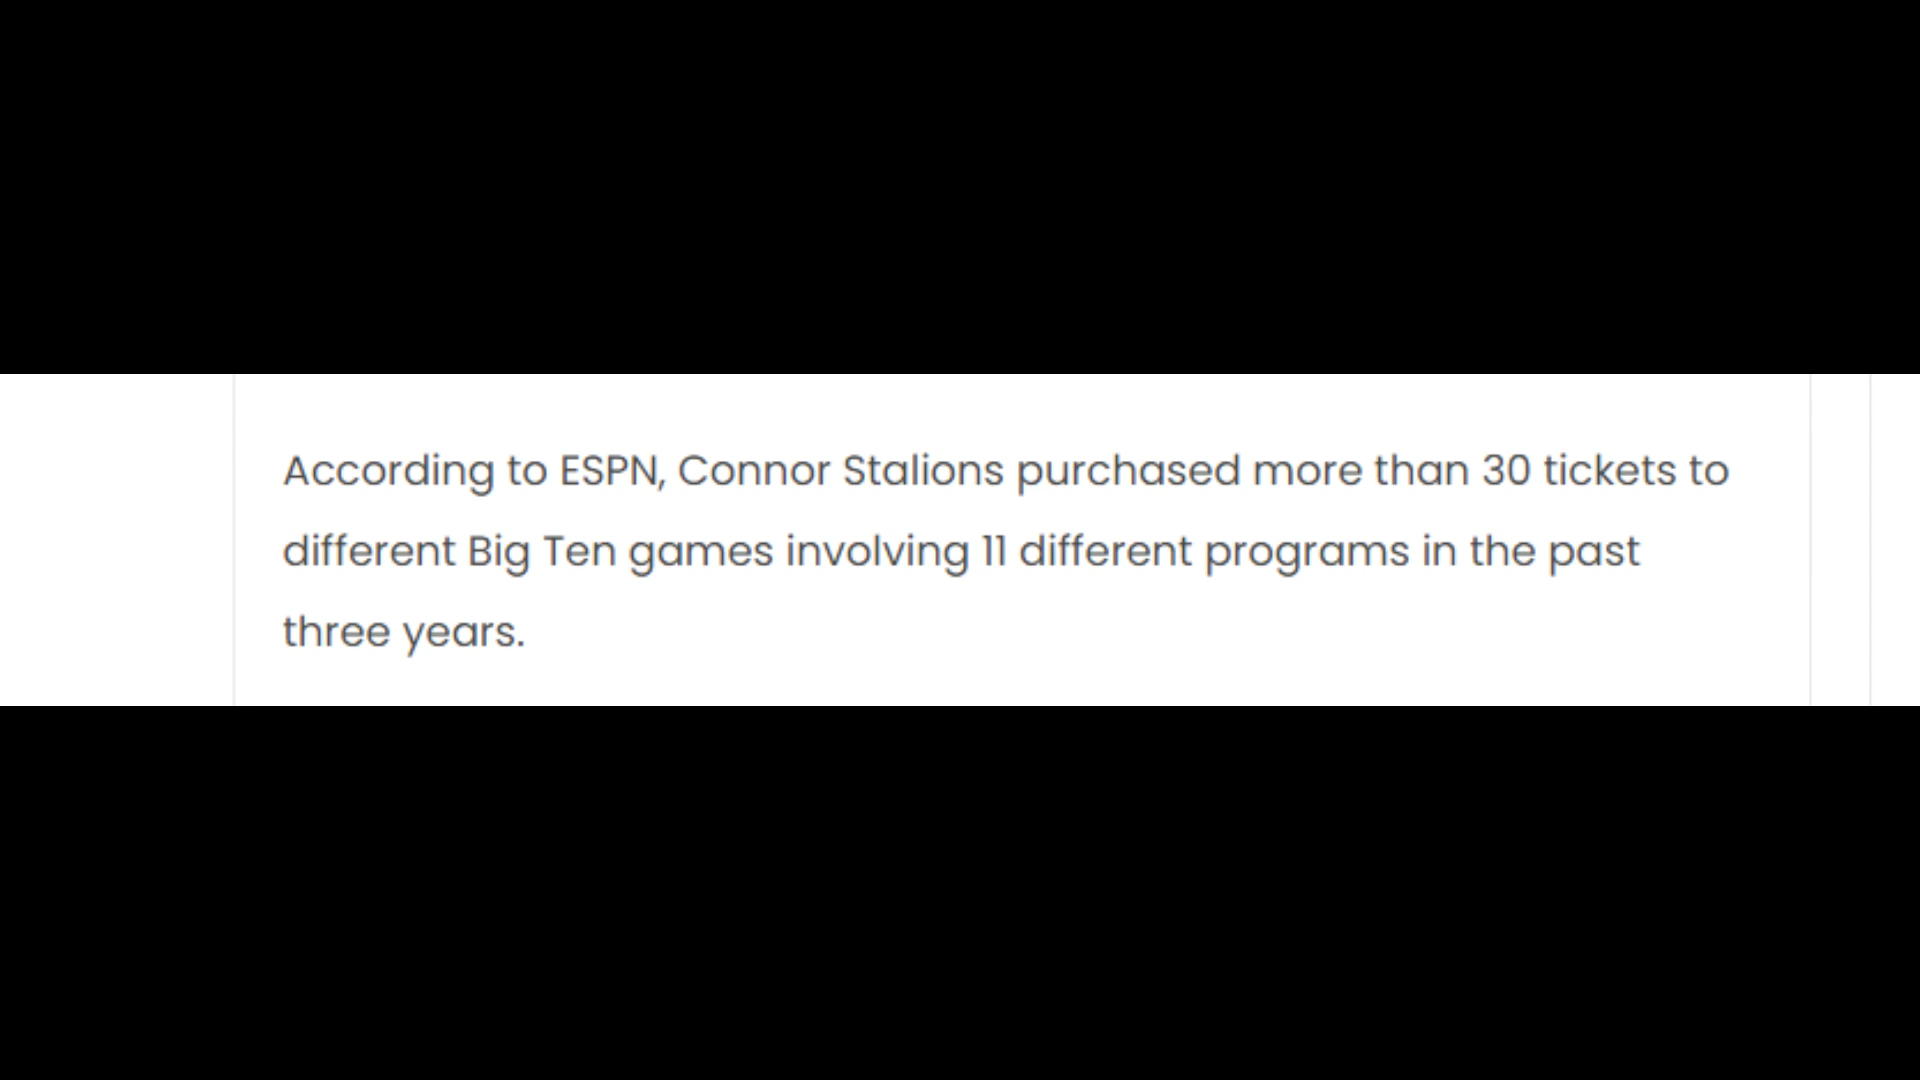 According to ESPN, Connor Stalions purchased more than 30 tickets to
different Big Ten games involving 11 different programs in the past
three years.